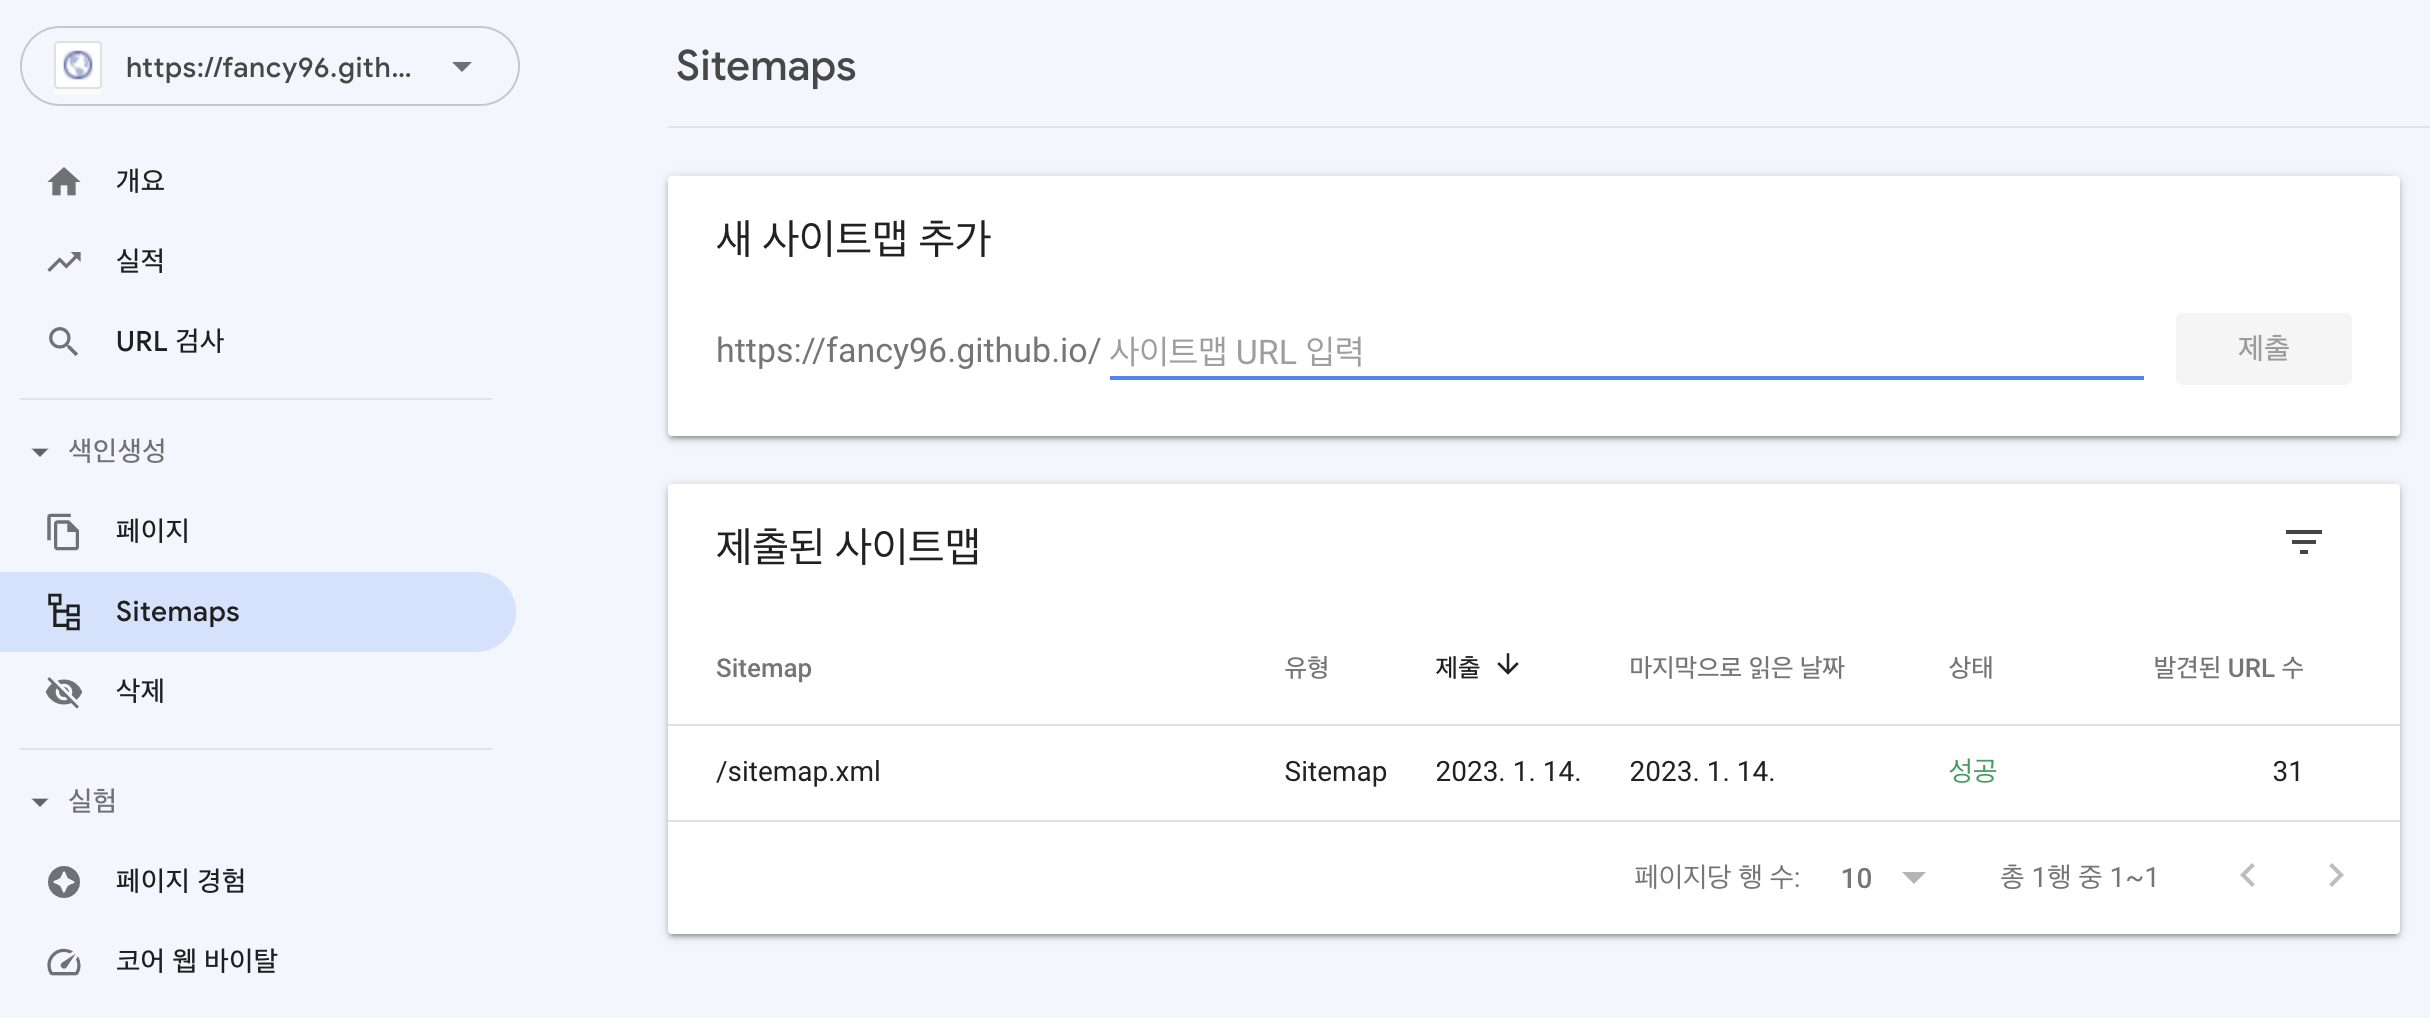 https://fancy96.gith...
개요
실적
URL 검사
색인생성
페이지
Sitemaps
삭제
실험
페이지 경험
코어 웹 바이탈
Sitemaps
새 사이트맵 추가
https://fancy96.github.io/ 사이트맵 URL 입력
제출
제출된 사이트맵
Sitemap 유형 제출 마지막으로 읽은 날짜 상태 발견된 URL 수
/sitemap.xml Sitemap 2023. 1. 14. 2023. 1. 14. 성공 31
페이지당 행 수: 10 총 1행 중 1~1